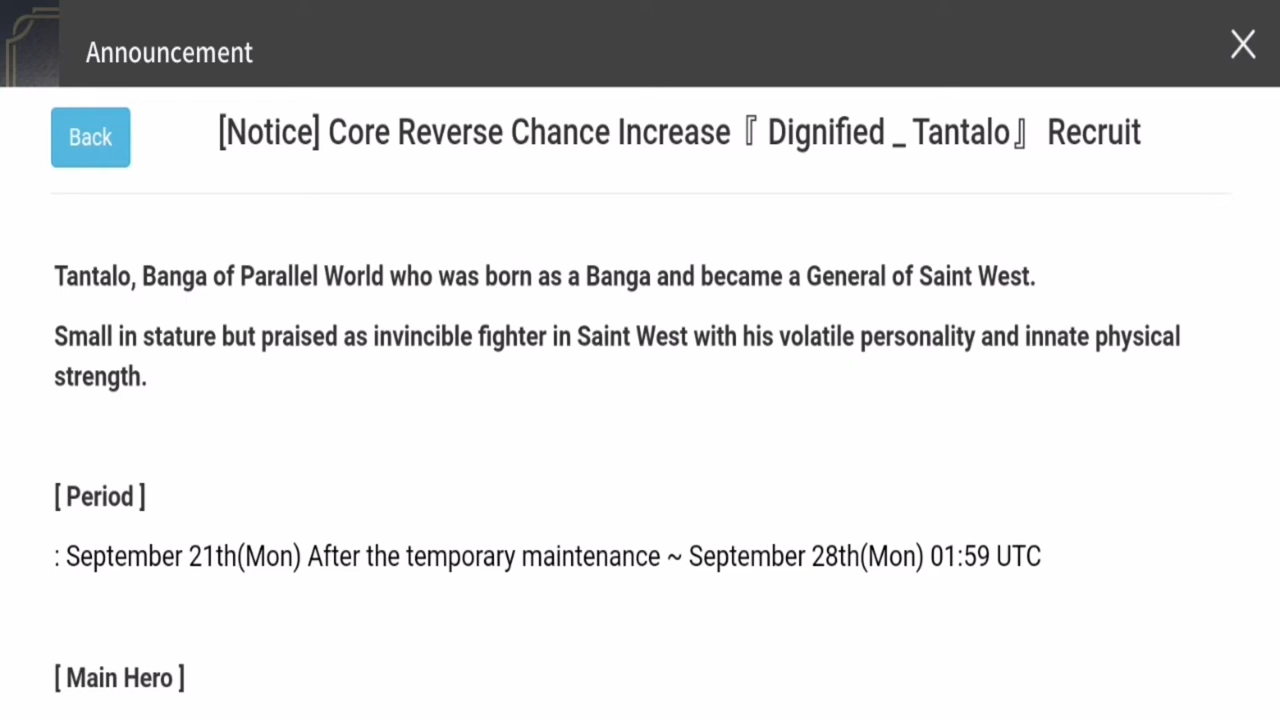 Announcement
Back
[Notice] Core Reverse Chance Increase『 Dignified _ Tantalo』 Recruit
Tantalo, Banga of Parallel World who was born as a Banga and became a General of Saint West.
Small in stature but praised as invincible fighter in Saint West with his volatile personality and innate physical
strength.
[ Period ]
: September 21th(Mon) After the temporary maintenance ~ September 28th(Mon) 01:59 UTC
[ Main Hero ]